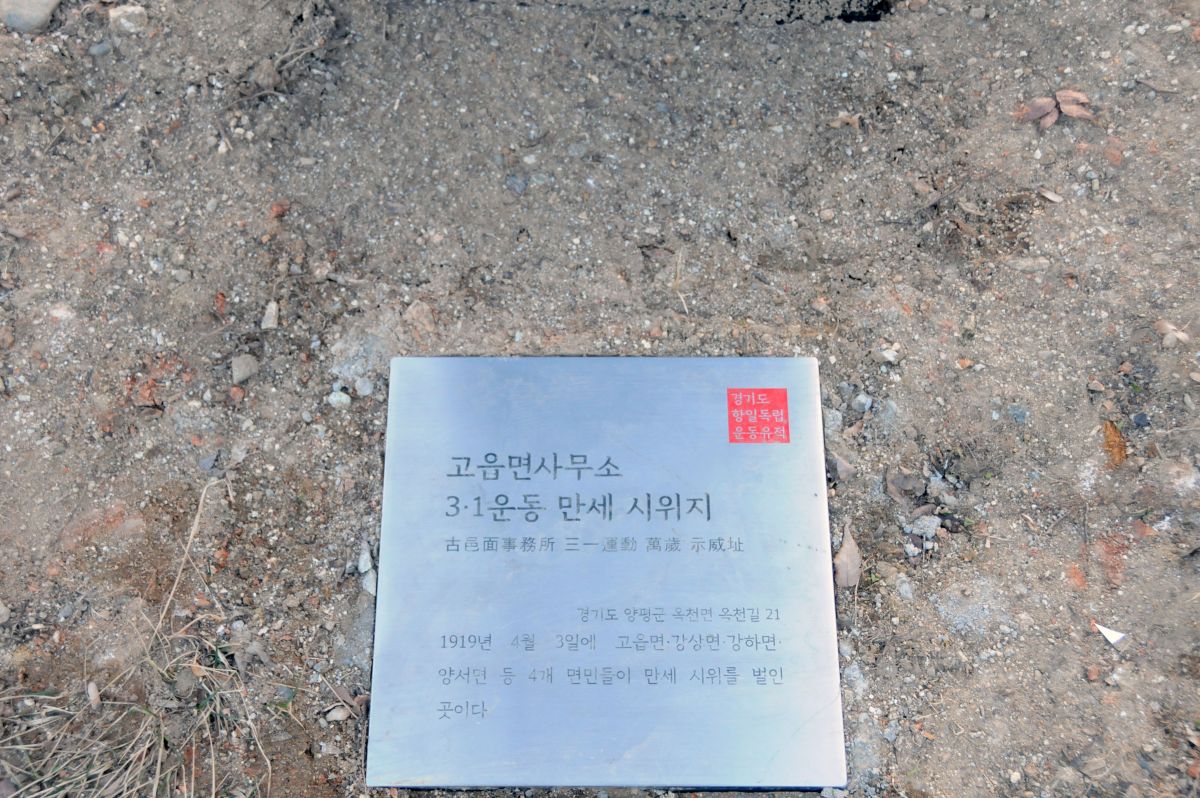 경기도
항일독립
운동유적
고읍면사무소
3·1운동 만세 시위지
古邑面事務所 三一運動 萬歲 示威址
경기도 양평군 옥천면 옥천길 21
1919년 4월 3일에 고읍면·강상면·강하면·
양서면 등 4개 면민들이 만세 시위를 벌인
곳이다